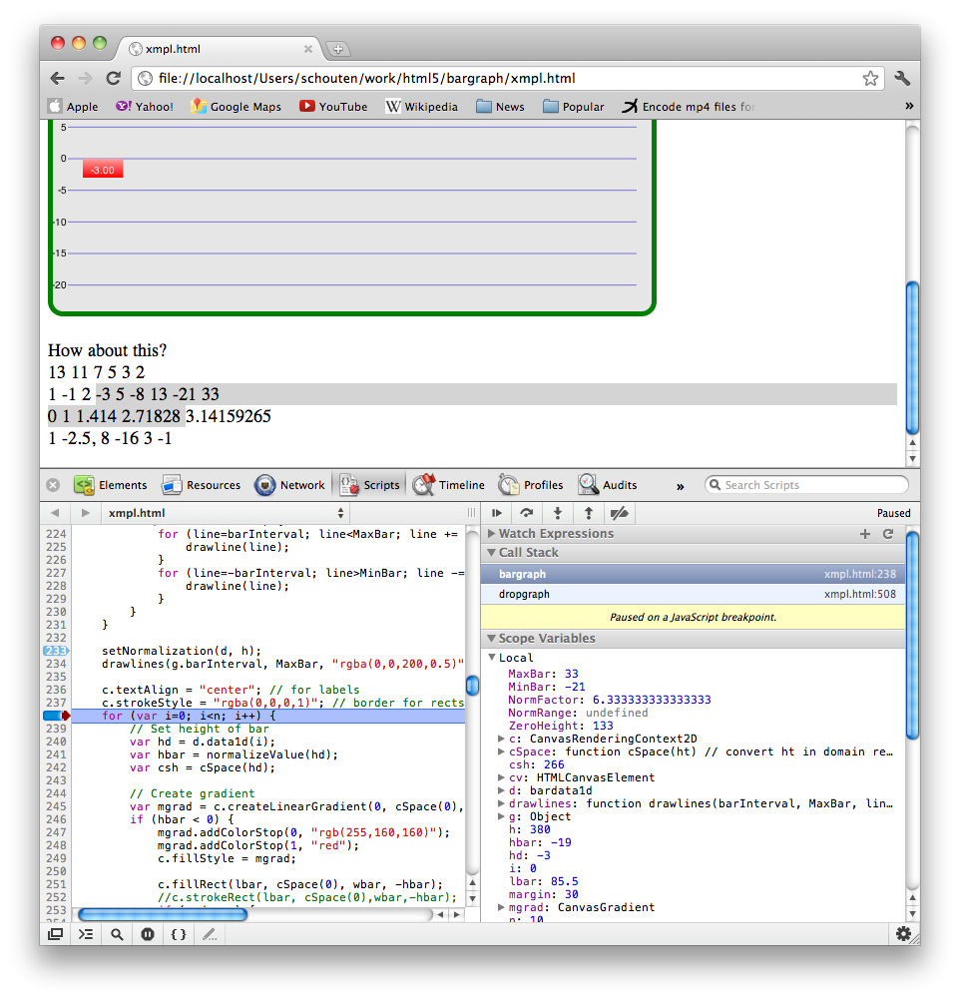 xmpl.html
file://localhost/Users/schouten/work/html5/bargraph/xmpl.html
Apple Yahoo! Google Maps YouTube Wikipedia News Popular Encode mp4 files for »
5
0
-3.00
-5
-10
-15
-20
How about this?
13 11 7 5 3 2
1 -1 2 -3 5 -8 13 -21 33
0 1 1.414 2.71828 3.14159265
1 -2.5, 8 -16 3 -1
Elements Resources Network Scripts Timeline Profiles Audits » Search Scripts
xmpl.html
Paused
224 for (line=barInterval; line<MaxBar; line +=
225 drawline(line);
226 }
227 for (line=-barInterval; line>MinBar; line -=
228 drawline(line);
229 }
230 }
231 }
232
233 setNormalization(d, h);
234 drawlines(g.barInterval, MaxBar, "rgba(0,0,200,0.5)"
235
236 c.textAlign = "center"; // for labels
237 c.strokeStyle = "rgba(0,0,0,1)"; // border for rects
for (var i=0; i<n; i++) {
239 // Set height of bar
240 var hd = d.data1d(i);
241 var hbar = normalizeValue(hd);
242 var csh = cSpace(hd);
243
244 // Create gradient
245 var mgrad = c.createLinearGradient(0, cSpace(0),
246 if (hbar < 0) {
247 mgrad.addColorStop(0, "rgb(255,160,160)");
248 mgrad.addColorStop(1, "red");
249 c.fillStyle = mgrad;
250
251 c.fillRect(lbar, cSpace(0), wbar, -hbar);
252 //c.strokeRect(lbar, cSpace(0),wbar,-hbar);
253
Watch Expressions
Call Stack
bargraph xmpl.html:238
dropgraph xmpl.html:508
Paused on a JavaScript breakpoint.
Scope Variables
Local
MaxBar: 33
MinBar: -21
NormFactor: 6.333333333333333
NormRange: undefined
ZeroHeight: 133
c: CanvasRenderingContext2D
cSpace: function cSpace(ht) // convert ht in domain re…
csh: 266
cv: HTMLCanvasElement
d: bardata1d
drawlines: function drawlines(barInterval, MaxBar, lin…
g: Object
h: 380
hbar: -19
hd: -3
i: 0
lbar: 85.5
margin: 30
mgrad: CanvasGradient
n: 10